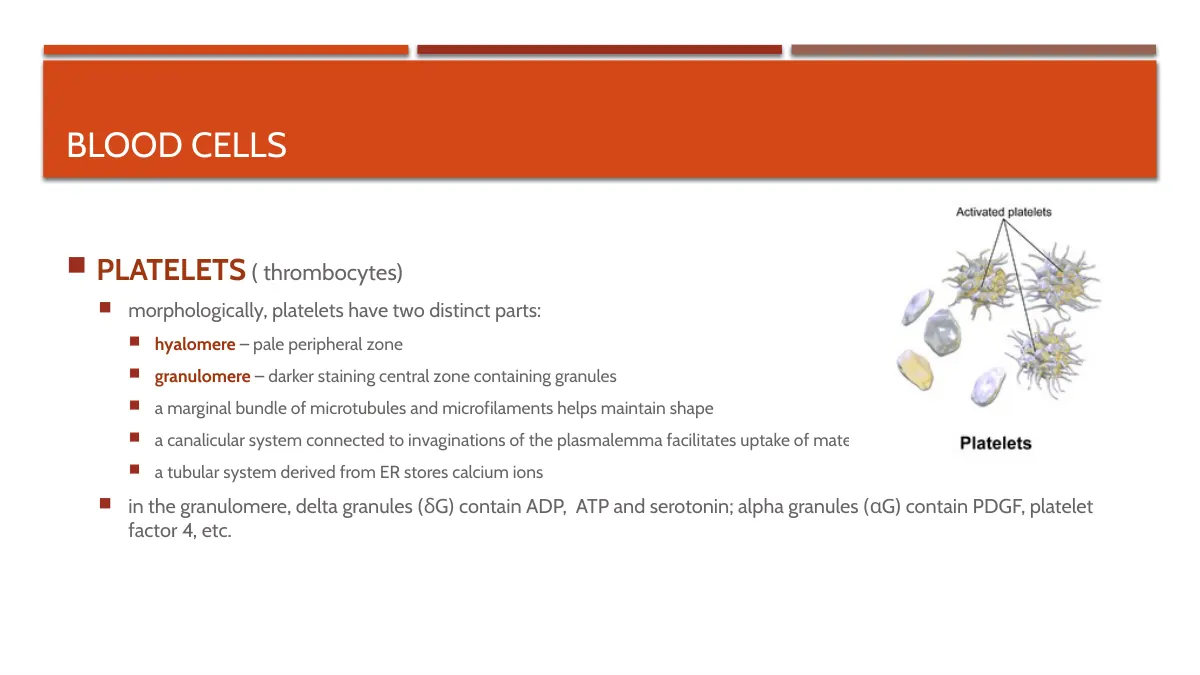 BLOOD CELLS
Activated platelets
PLATELETS ( thrombocytes)
morphologically, platelets have two distinct parts:
hyalomere – pale peripheral zone
granulomere – darker staining central zone containing granules
a marginal bundle of microtubules and microfilaments helps maintain shape
a canalicular system connected to invaginations of the plasmalemma facilitates uptake of mate
Platelets
a tubular system derived from ER stores calcium ions
in the granulomere, delta granules (δG) contain ADP, ATP and serotonin; alpha granules (αG) contain PDGF, platelet
factor 4, etc.